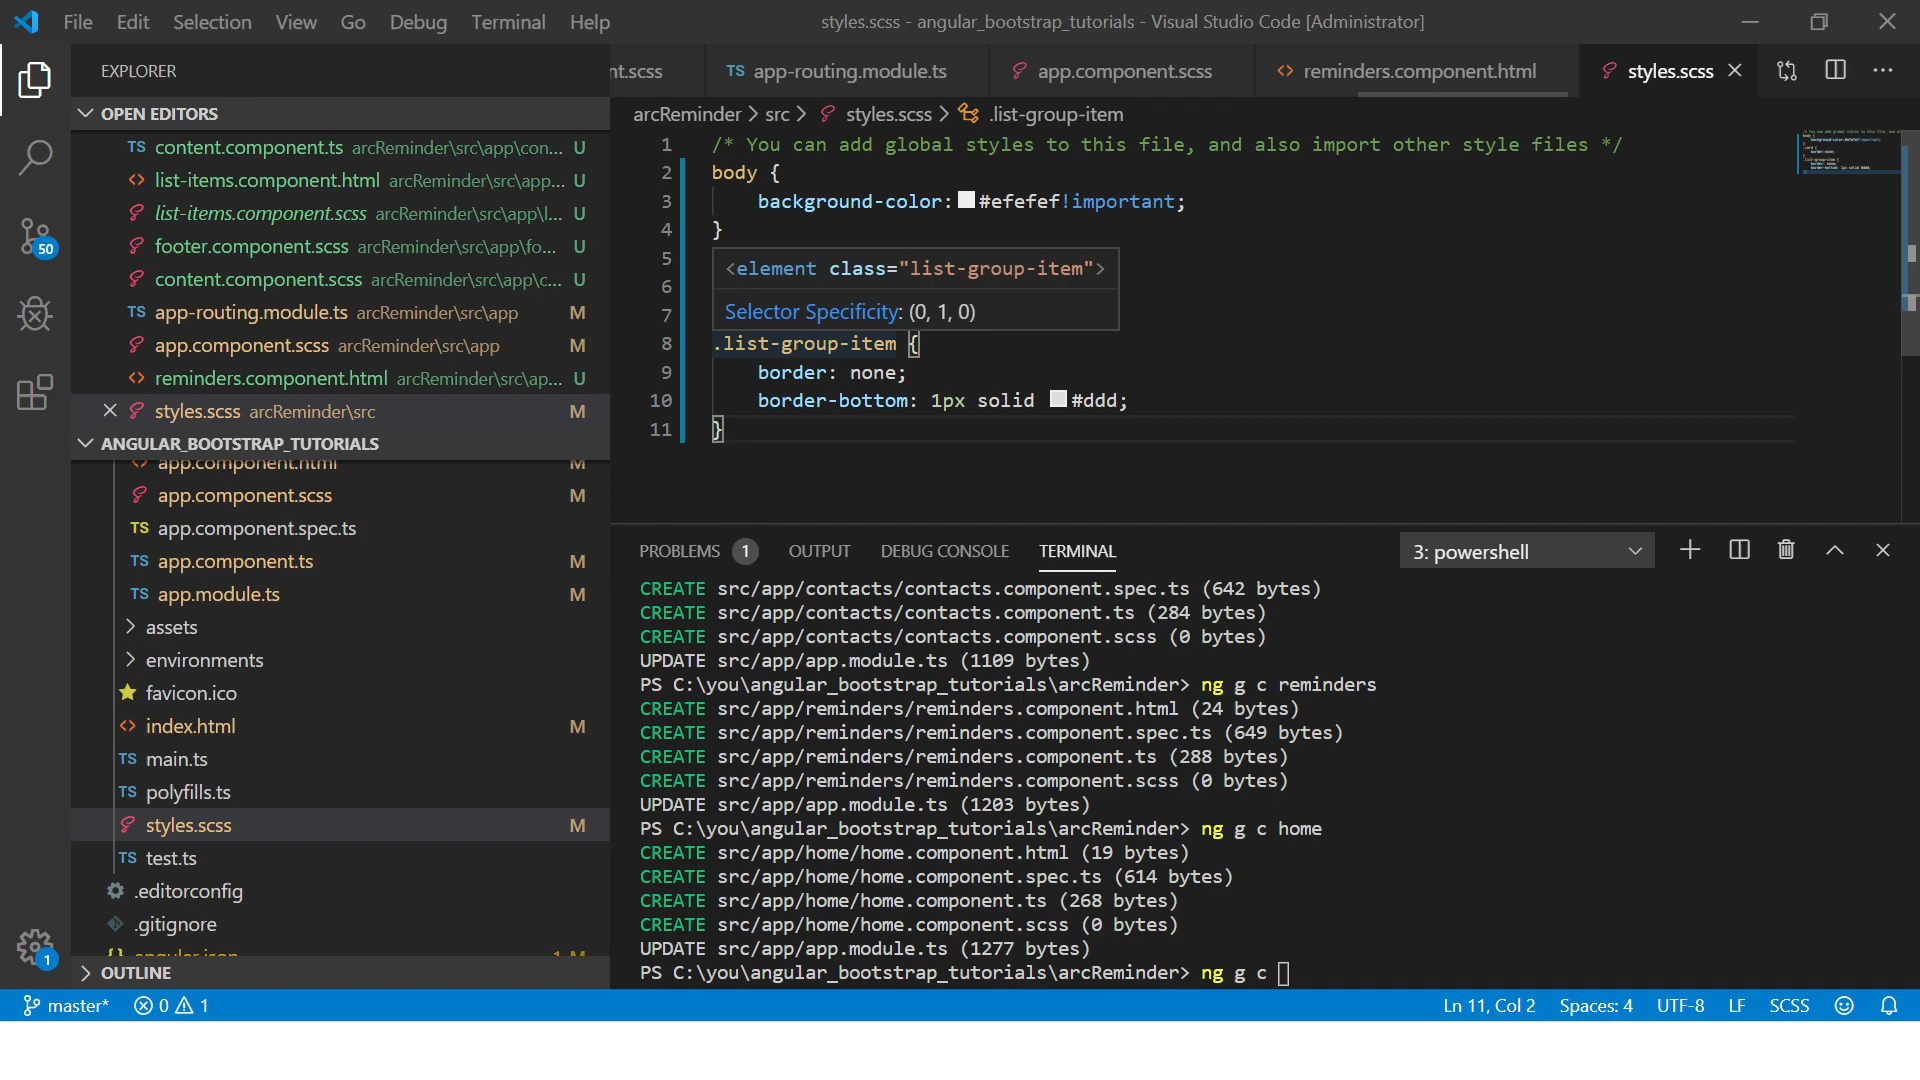 File Edit Selection View Go Debug Terminal Help
styles.scss - angular_bootstrap_tutorials - Visual Studio Code [Administrator]
EXPLORER
OPEN EDITORS
TS content.component.ts arcReminder\src\app\con... U
<> list-items.component.html arcReminder\src\app... U
list-items.component.scss arcReminder\src\app\l... U
footer.component.scss arcReminder\src\app\fo... U
content.component.scss arcReminder\src\app\c... U
TS app-routing.module.ts arcReminder\src\app M
app.component.scss arcReminder\src\app M
<> reminders.component.html arcReminder\src\ap... U
styles.scss arcReminder\src M
ANGULAR_BOOTSTRAP_TUTORIALS
<> app.component.html M
app.component.scss M
TS app.component.spec.ts
TS app.component.ts M
TS app.module.ts M
assets
environments
favicon.ico
<> index.html M
TS main.ts
TS polyfills.ts
styles.scss M
TS test.ts
.editorconfig
.gitignore
{} angular.json 1, M
OUTLINE
50
1
nt.scss
TS app-routing.module.ts
app.component.scss
<> reminders.component.html
styles.scss
arcReminder > src > styles.scss > .list-group-item
1 /* You can add global styles to this file, and also import other style files */
2 body {
3 background-color: #efefef!important;
4 }
5
6
7
<element class="list-group-item">
Selector Specificity: (0, 1, 0)
8 .list-group-item {
9 border: none;
10 border-bottom: 1px solid #ddd;
11 }
PROBLEMS 1 OUTPUT DEBUG CONSOLE TERMINAL
3: powershell
CREATE src/app/contacts/contacts.component.spec.ts (642 bytes)
CREATE src/app/contacts/contacts.component.ts (284 bytes)
CREATE src/app/contacts/contacts.component.scss (0 bytes)
UPDATE src/app/app.module.ts (1109 bytes)
PS C:\you\angular_bootstrap_tutorials\arcReminder> ng g c reminders
CREATE src/app/reminders/reminders.component.html (24 bytes)
CREATE src/app/reminders/reminders.component.spec.ts (649 bytes)
CREATE src/app/reminders/reminders.component.ts (288 bytes)
CREATE src/app/reminders/reminders.component.scss (0 bytes)
UPDATE src/app/app.module.ts (1203 bytes)
PS C:\you\angular_bootstrap_tutorials\arcReminder> ng g c home
CREATE src/app/home/home.component.html (19 bytes)
CREATE src/app/home/home.component.spec.ts (614 bytes)
CREATE src/app/home/home.component.ts (268 bytes)
CREATE src/app/home/home.component.scss (0 bytes)
UPDATE src/app/app.module.ts (1277 bytes)
PS C:\you\angular_bootstrap_tutorials\arcReminder> ng g c
master* 0 1
Ln 11, Col 2 Spaces: 4 UTF-8 LF SCSS